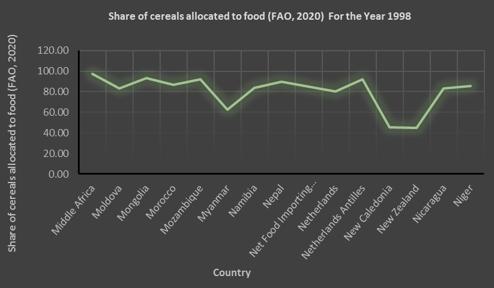 Share of cereals allocated to food (FAO, 2020)  For the Year 1998
Share of cereals allocated to food (FAO, 2020)
120.00
100.00
80.00
60.00
40.00
20.00
0.00
Middle Africa
Moldova
Mongolia
Morocco
Mozambique
Myanmar
Namibia
Nepal
Net Food Importing...
Netherlands
Netherlands Antilles
New Caledonia
New Zealand
Nicaragua
Niger
Country